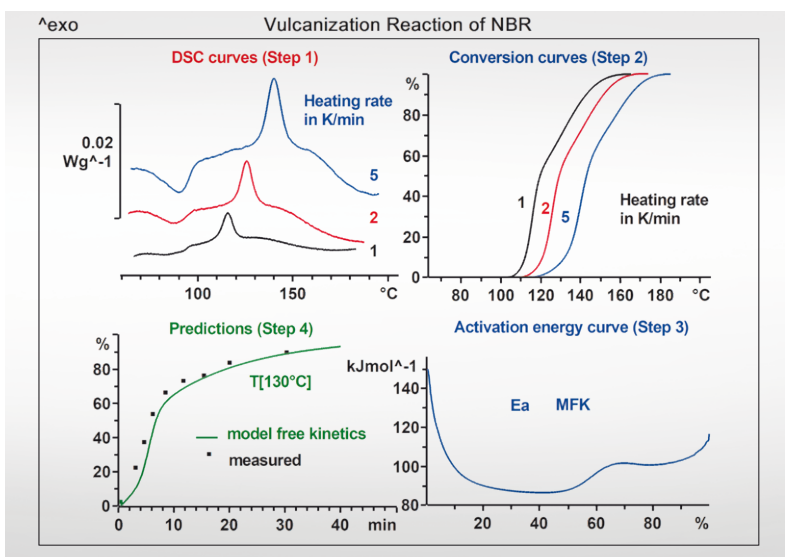 ^exo
Vulcanization Reaction of NBR
DSC curves (Step 1)
Heating rate
in K/min
0.02
Wg^-1
5
2
1
100
150
°C
Conversion curves (Step 2)
%
80
60
40
20
0
1
2
5
Heating rate
in K/min
80
100
120
140
160
180
°C
Predictions (Step 4)
%
80
60
40
20
0
T[130°C]
model free kinetics
measured
0
10
20
30
40
min
Activation energy curve (Step 3)
kJmol^-1
140
120
100
80
Ea
MFK
20
40
60
80
%